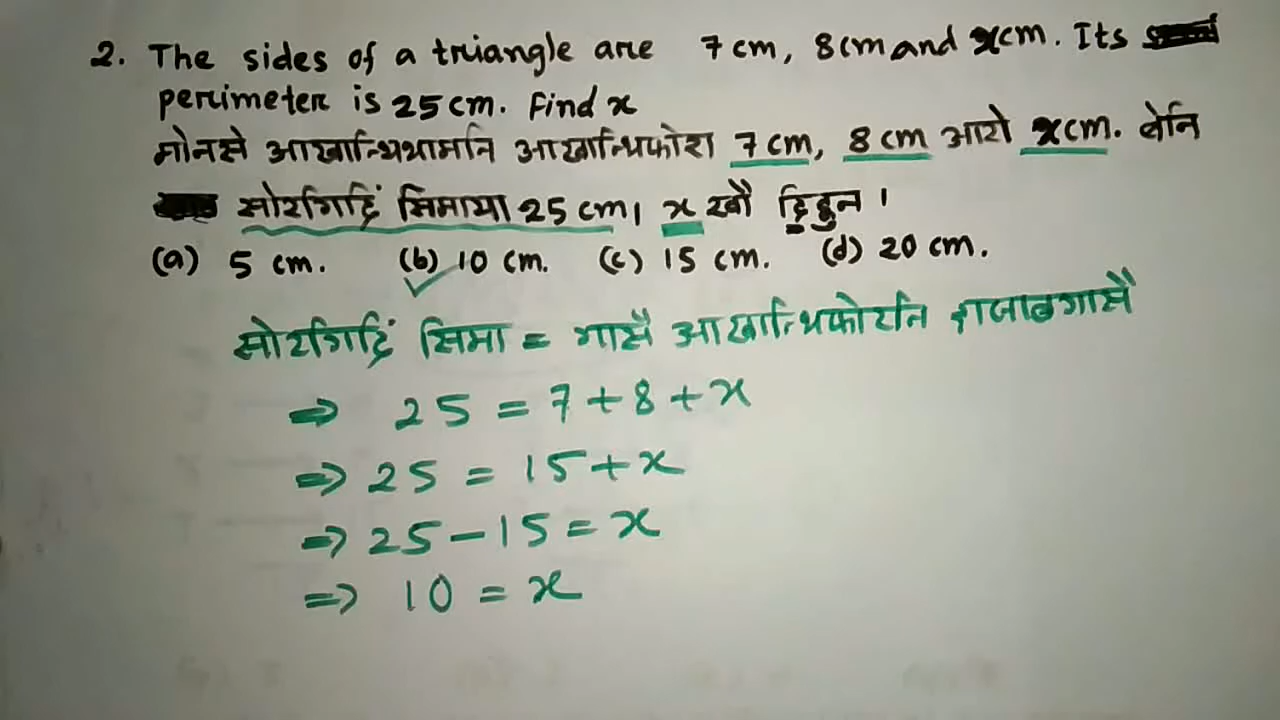 2. The sides of a triangle are 7 cm, 8 cm and x cm. Its
perimeter is 25 cm. Find x
मोनसे आखान्थिथामनि आखान्थिफोरा 7 cm, 8 cm आरो x cm. बेनि
सोरगिदिं सिमाया 25 cm, x खौ दिहुन।
(a) 5 cm. (b) 10 cm. (c) 15 cm. (d) 20 cm.
सोरगिदिं सिमा = गासै आखान्थिफोरनि दाजाबगासै
⇒ 25 = 7 + 8 + x
⇒ 25 = 15 + x
⇒ 25 - 15 = x
⇒ 10 = x